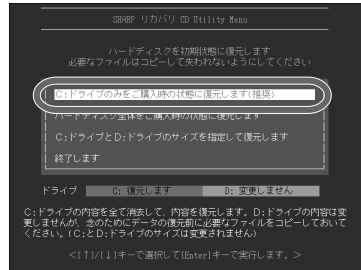 SHARP リカバリ CD Utility Menu
ハードディスクを初期状態に復元します
必要なファイルはコピーして失われないようにしてください
C:ドライブのみをご購入時の状態に復元します(推奨)
ハードディスク全体をご購入時の状態に復元します
C:ドライブとD:ドライブのサイズを指定して復元します
終了します
ドライブ C: 復元します D: 変更しません
C:ドライブの内容を全て消去して、内容を復元します。D:ドライブの内容は変
更しませんが、念のためにデータの復元前に必要なファイルをコピーしておいて
ください。(C:とD:ドライブのサイズは変更されません)
<[↑]/[↓]キーで選択して[Enter]キーで実行します。>